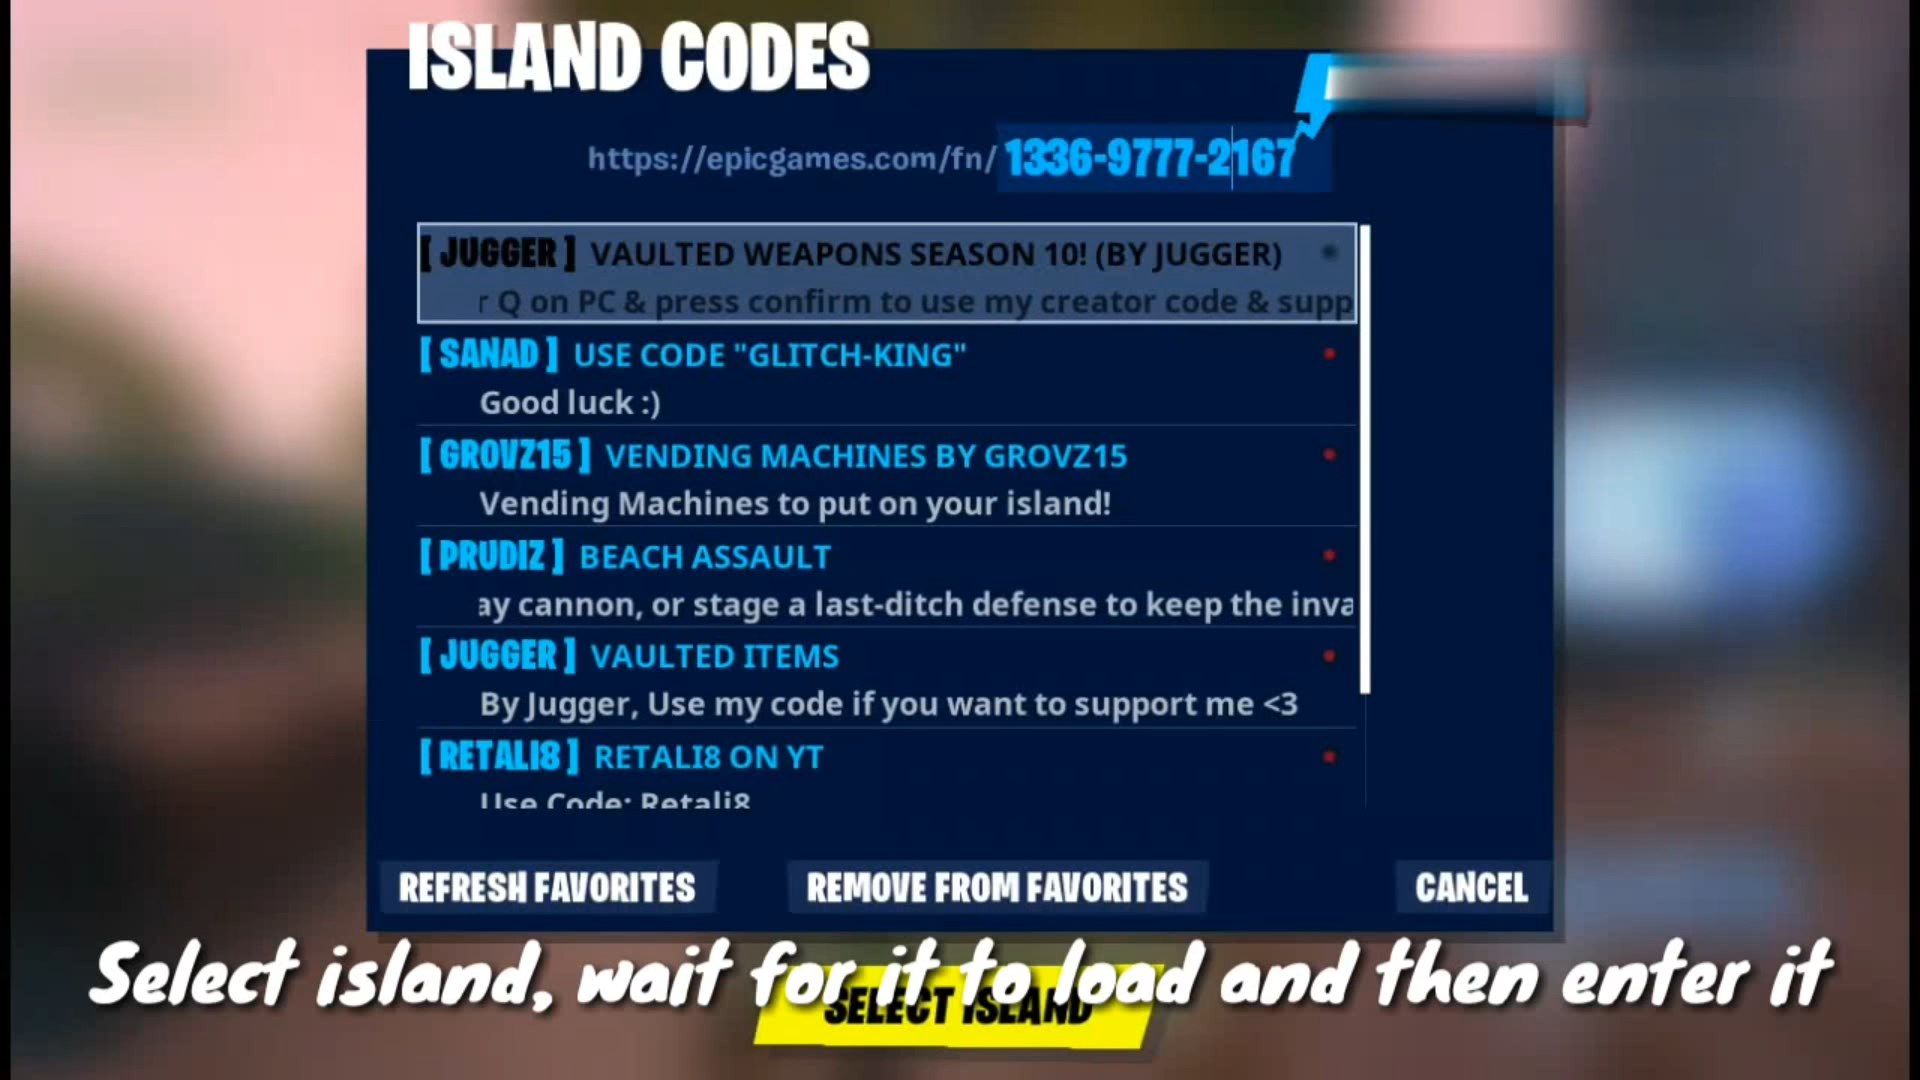 ISLAND CODES
https://epicgames.com/fn/ 1336-9777-2167
[ JUGGER ] VAULTED WEAPONS SEASON 10! (BY JUGGER)
r Q on PC & press confirm to use my creator code & supp
[ SANAD ] USE CODE "GLITCH-KING"
Good luck :)
[ GROVZ15 ] VENDING MACHINES BY GROVZ15
Vending Machines to put on your island!
[ PRUDIZ ] BEACH ASSAULT
ay cannon, or stage a last-ditch defense to keep the inva
[ JUGGER ] VAULTED ITEMS
By Jugger, Use my code if you want to support me <3
[ RETALI8 ] RETALI8 ON YT
Use Code: Retali8
REFRESH FAVORITES REMOVE FROM FAVORITES CANCEL
Select island, wait for it to load and then enter it
SELECT ISLAND